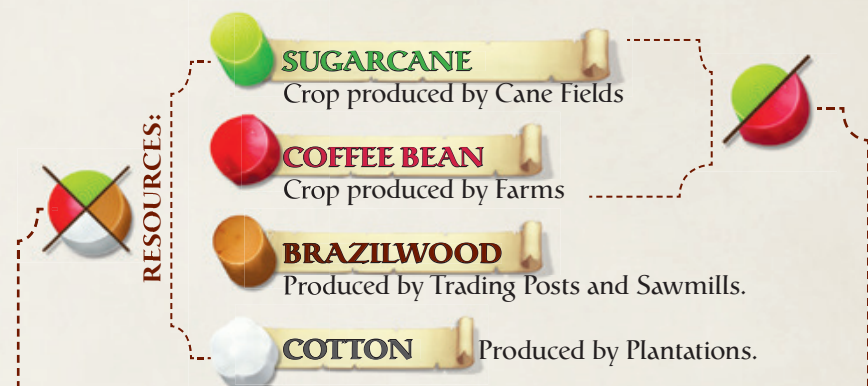 RESOURCES:
SUGARCANE
Crop produced by Cane Fields
COFFEE BEAN
Crop produced by Farms
BRAZILWOOD
Produced by Trading Posts and Sawmills.
COTTON Produced by Plantations.